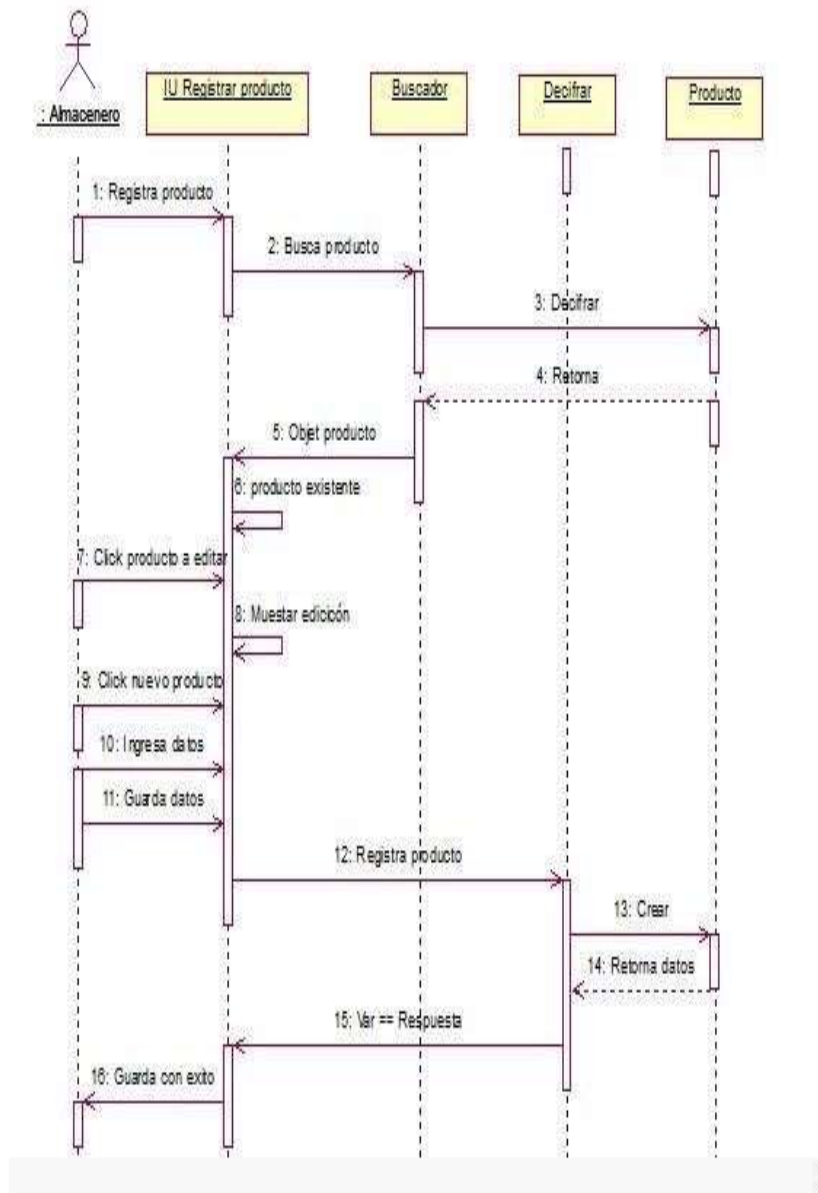 : Almacenero
IU Registrar producto
Buscador
Decifrar
Producto
1: Registra producto
2: Busca producto
3: Decifrar
4: Retorna
5: Objet producto
6: producto existente
7: Click producto a editar
8: Muestar edicicón
9: Click nuevo producto
10: Ingresa datos
11: Guarda datos
12: Registra producto
13: Crear
14: Retorna datos
15: Var == Respuesta
16: Guarda con exito